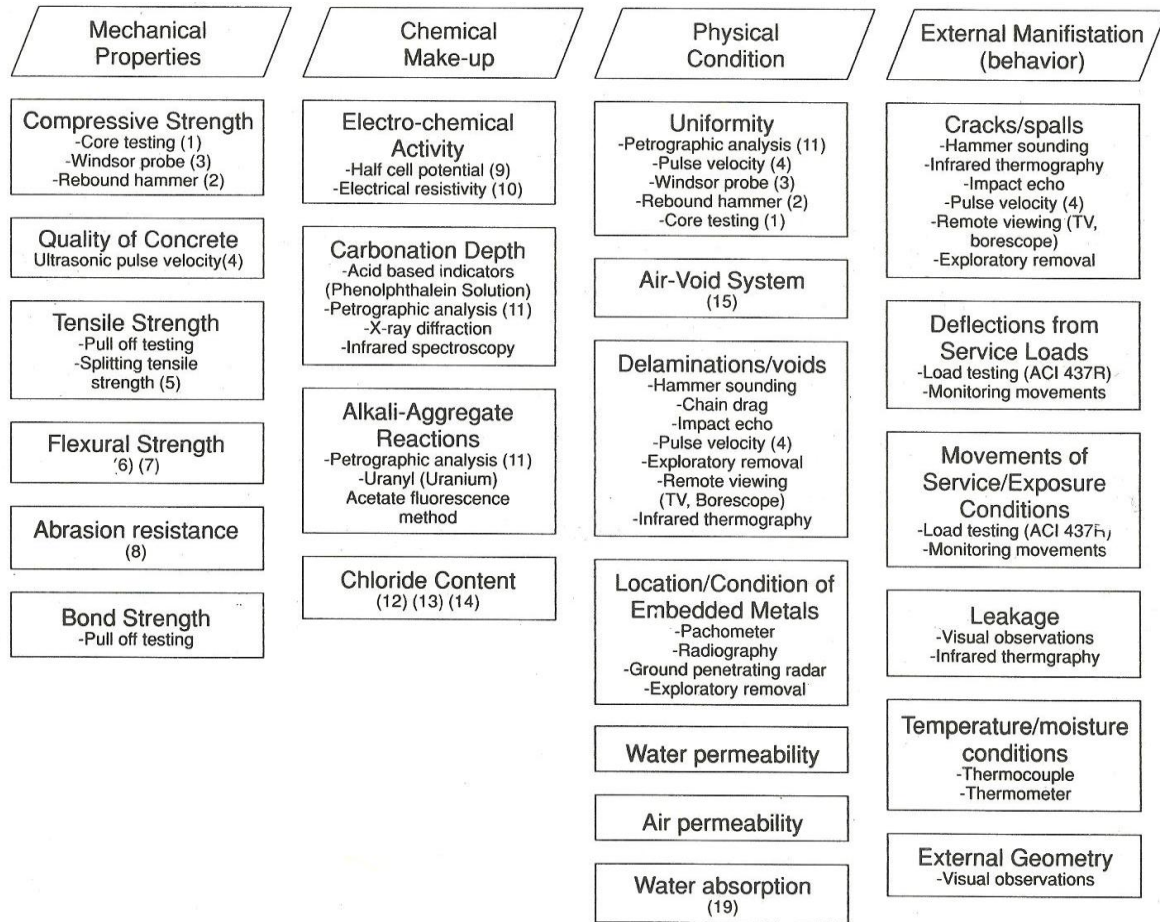 Mechanical
Properties
Compressive Strength
-Core testing (1)
-Windsor probe (3)
-Rebound hammer (2)
Quality of Concrete
Ultrasonic pulse velocity(4)
Tensile Strength
-Pull off testing
-Splitting tensile
strength (5)
Flexural Strength
(6) (7)
Abrasion resistance
(8)
Bond Strength
-Pull off testing
Chemical
Make-up
Electro-chemical
Activity
-Half cell potential (9)
-Electrical resistivity (10)
Carbonation Depth
-Acid based indicators
(Phenolphthalein Solution)
-Petrographic analysis (11)
-X-ray diffraction
-Infrared spectroscopy
Alkali-Aggregate
Reactions
-Petrographic analysis (11)
-Uranyl (Uranium)
Acetate fluorescence
method
Chloride Content
(12) (13) (14)
Physical
Condition
Uniformity
-Petrographic analysis (11)
-Pulse velocity (4)
-Windsor probe (3)
-Rebound hammer (2)
-Core testing (1)
Air-Void System
(15)
Delaminations/voids
-Hammer sounding
-Chain drag
-Impact echo
-Pulse velocity (4)
-Exploratory removal
-Remote viewing
(TV, Borescope)
-Infrared thermography
Location/Condition of
Embedded Metals
-Pachometer
-Radiography
-Ground penetrating radar
-Exploratory removal
Water permeability
Air permeability
Water absorption
(19)
External Manifistation
(behavior)
Cracks/spalls
-Hammer sounding
-Infrared thermography
-Impact echo
-Pulse velocity (4)
-Remote viewing (TV,
borescope)
-Exploratory removal
Deflections from
Service Loads
-Load testing (ACI 437R)
-Monitoring movements
Movements of
Service/Exposure
Conditions
-Load testing (ACI 437R)
-Monitoring movements
Leakage
-Visual observations
-Infrared thermgraphy
Temperature/moisture
conditions
-Thermocouple
-Thermometer
External Geometry
-Visual observations